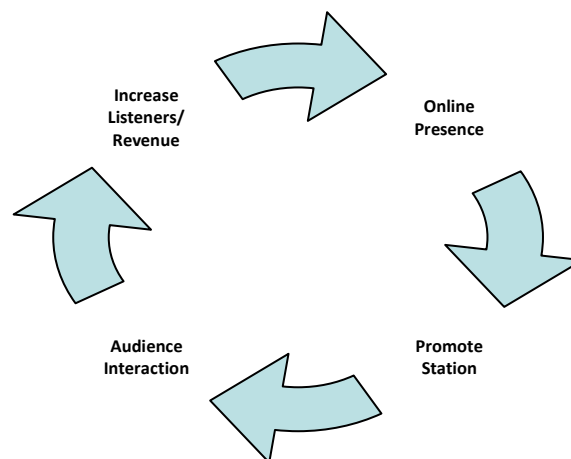 Increase
Listeners/
Revenue
Online
Presence
Promote
Station
Audience
Interaction